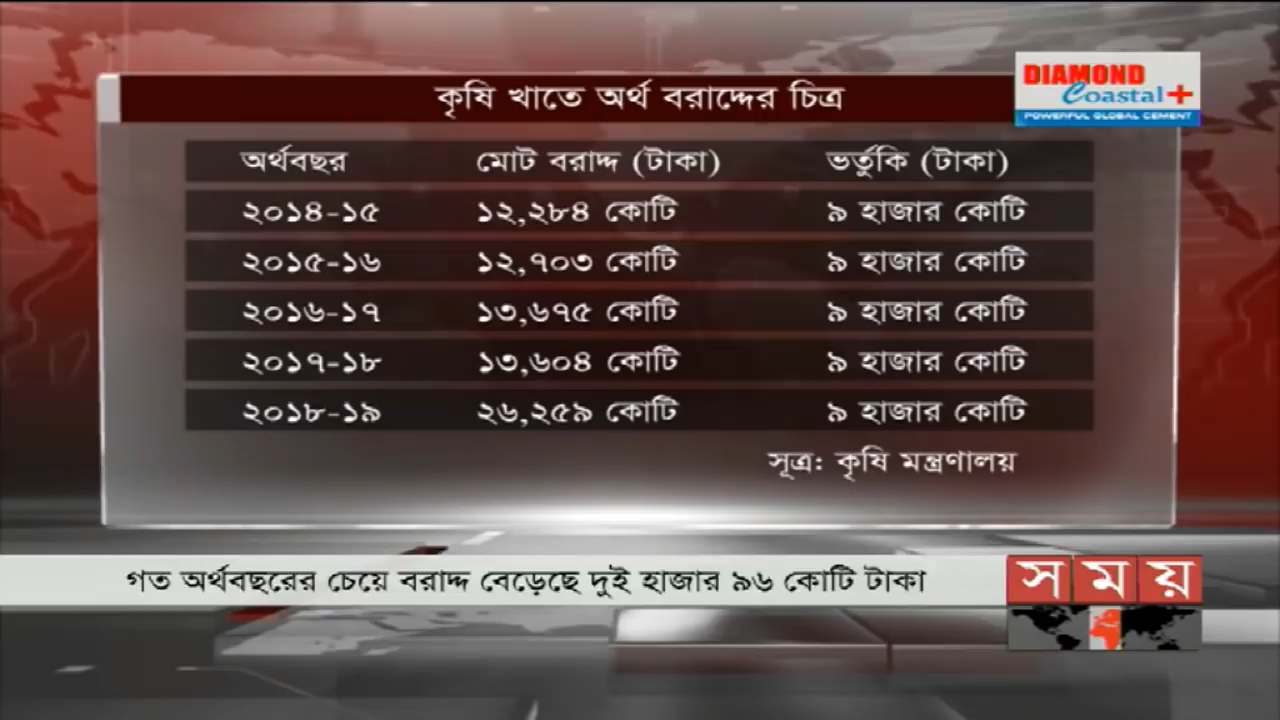 কৃষি খাতে অর্থ বরাদ্দের চিত্র
DIAMOND
Coastal+
POWERFUL GLOBAL CEMENT
অর্থবছর মোট বরাদ্দ (টাকা) ভর্তুকি (টাকা)
২০১৪-১৫ ১২,২৮৪ কোটি ৯ হাজার কোটি
২০১৫-১৬ ১২,৭০৩ কোটি ৯ হাজার কোটি
২০১৬-১৭ ১৩,৬৭৫ কোটি ৯ হাজার কোটি
২০১৭-১৮ ১৩,৬০৪ কোটি ৯ হাজার কোটি
২০১৮-১৯ ২৬,২৫৯ কোটি ৯ হাজার কোটি
সূত্র: কৃষি মন্ত্রণালয়
গত অর্থবছরের চেয়ে বরাদ্দ বেড়েছে দুই হাজার ৯৬ কোটি টাকা
সময়